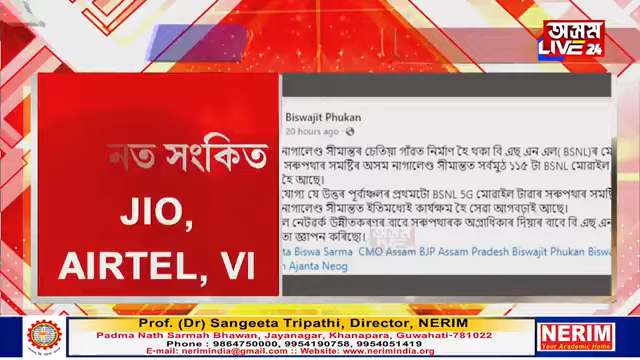 অসম
LIVE 24
নত সংকিত
JIO,
AIRTEL, VI
Biswajit Phukan
20 hours ago
নাগালেণ্ড সীমান্তৰ চেতিয়া গাঁৱত নিৰ্মাণ হৈ থকা বি এছ এন এল( BSNL)ৰ মে
সৰুপথাৰ সমষ্টিৰ অসম নাগালেণ্ড সীমান্তত সৰ্বমুঠ ১১৫ টা BSNL মোবাইল
হৈ আছে।
যোগ্য যে উত্তৰ পূৰ্বাঞ্চলৰ প্ৰথমটো BSNL 5G মোবাইল টাৱাৰ সৰুপথাৰ সমষ্টি
নাগালেণ্ড সীমান্তত ইতিমধ্যেই কাৰ্যক্ষম হৈ সেৱা আগবঢ়াই আছে।
ল নেটৱৰ্ক উন্নীতকৰণৰ বাবে সৰুপথাৰক অগ্ৰাধিকাৰ দিয়াৰ বাবে বি এছ এন
তা জ্ঞাপন কৰিছো।
ta Biswa Sarma CMO Assam BJP Assam Pradesh Biswajit Phukan Biswa
n Ajanta Neog
Prof. (Dr) Sangeeta Tripathi, Director, NERIM
Padma Nath Sarmah Bhawan, Jayanagar, Khanapara, Guwahati-781022
Phone : 9864750000, 9954190758, 9954051419
E-mail: nerimindia@gmail.com :: Website: www.nerimindia.org
NERIM
Your Academic Home